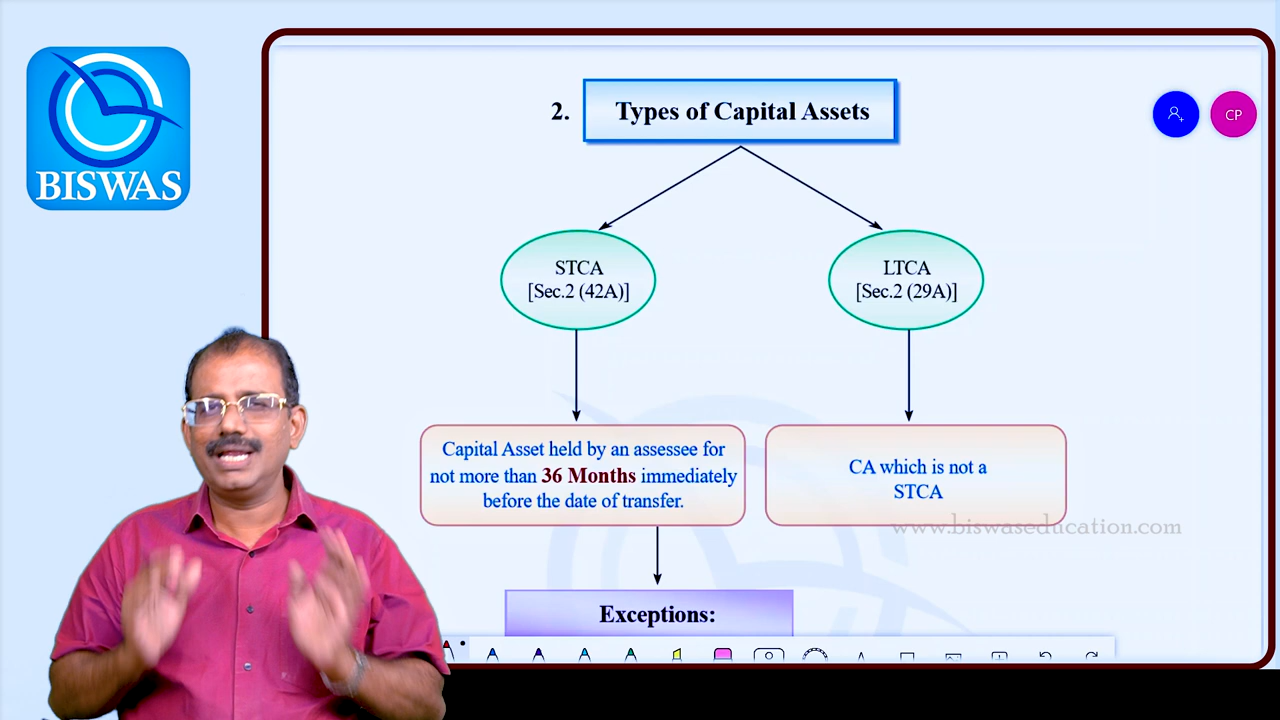 BISWAS
2. Types of Capital Assets
CP
STCA
[Sec.2 (42A)]
LTCA
[Sec.2 (29A)]
Capital Asset held by an assessee for
not more than 36 Months immediately
before the date of transfer.
CA which is not a
STCA
www.biswaseducation.com
Exceptions: